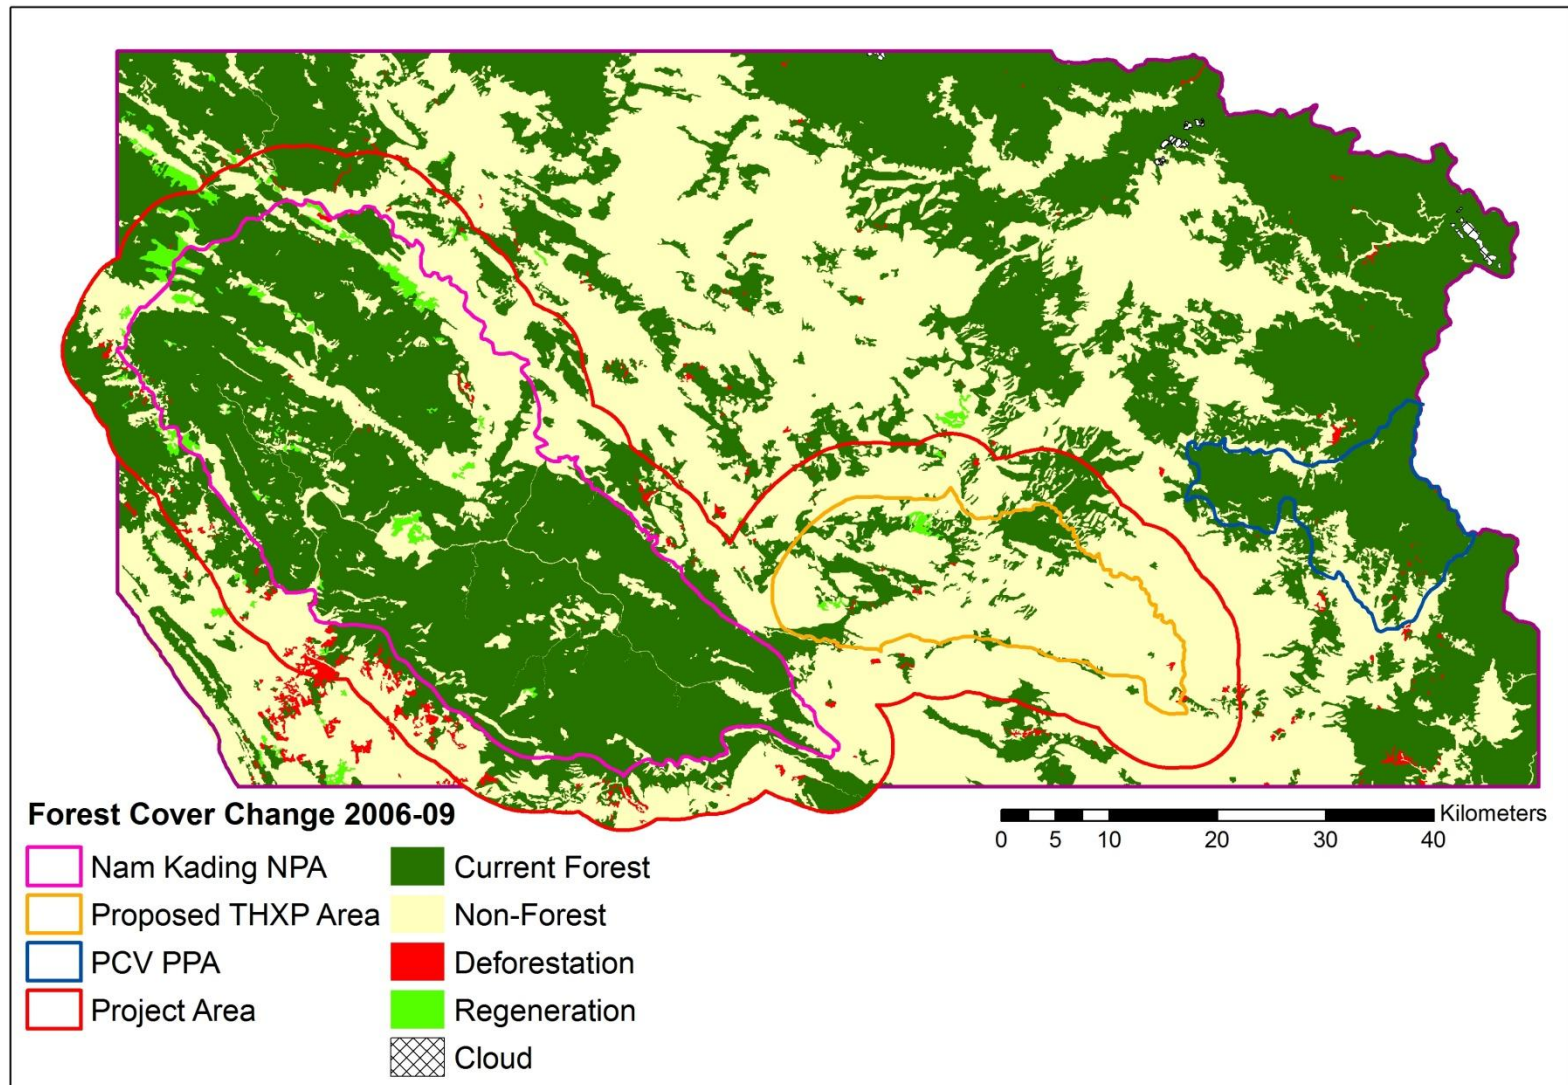 Forest Cover Change 2006-09
Nam Kading NPA
Proposed THXP Area
PCV PPA
Project Area
Current Forest
Non-Forest
Deforestation
Regeneration
Cloud
Kilometers
0 5 10 20 30 40